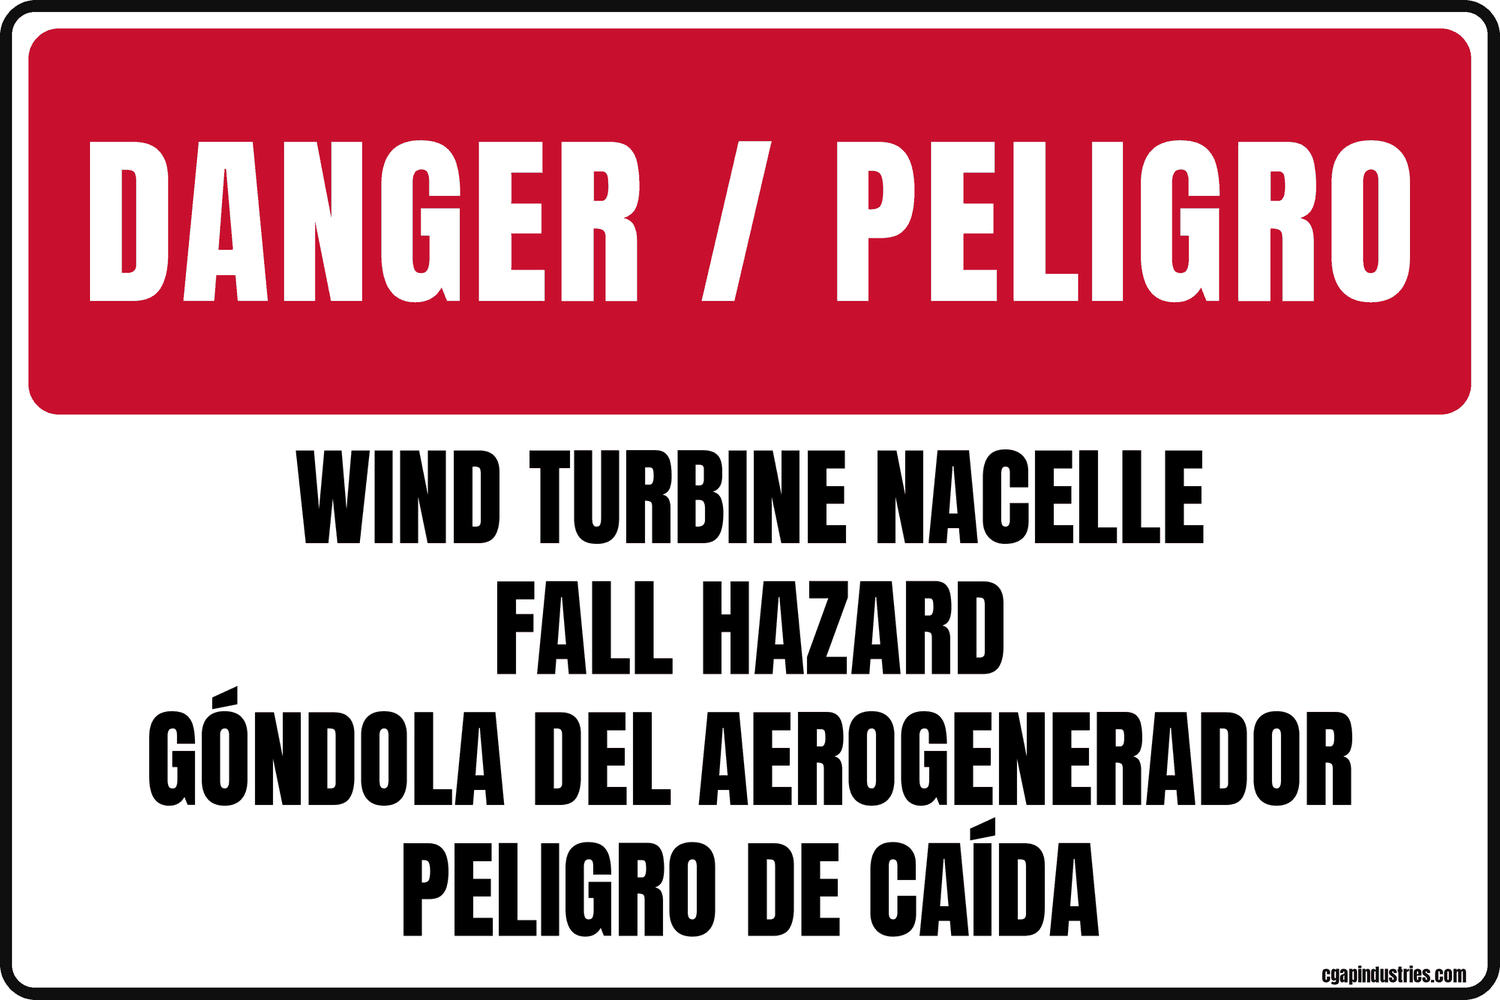 DANGER / PELIGRO
WIND TURBINE NACELLE
FALL HAZARD
GÓNDOLA DEL AEROGENERADOR
PELIGRO DE CAÍDA
cgapindustries.com